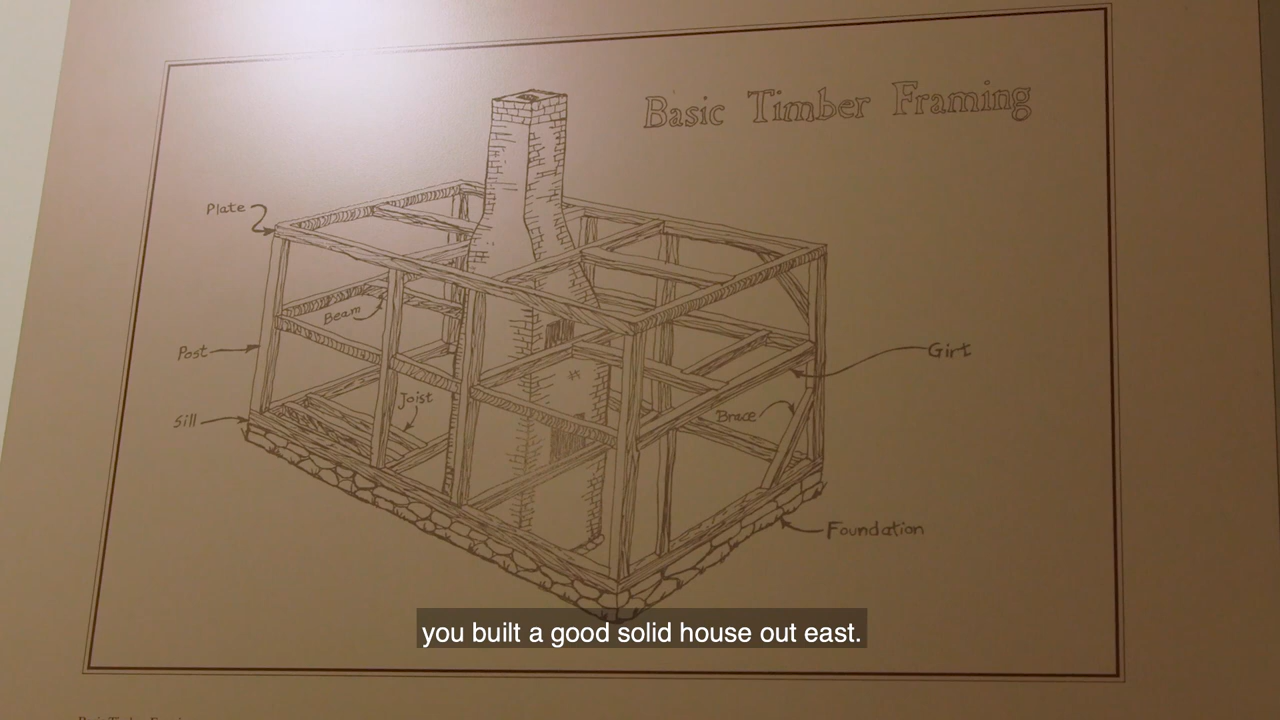 Basic Timber Framing
Plate
Beam
Post
Girt
Joist
Brace
Sill
Foundation
you built a good solid house out east.